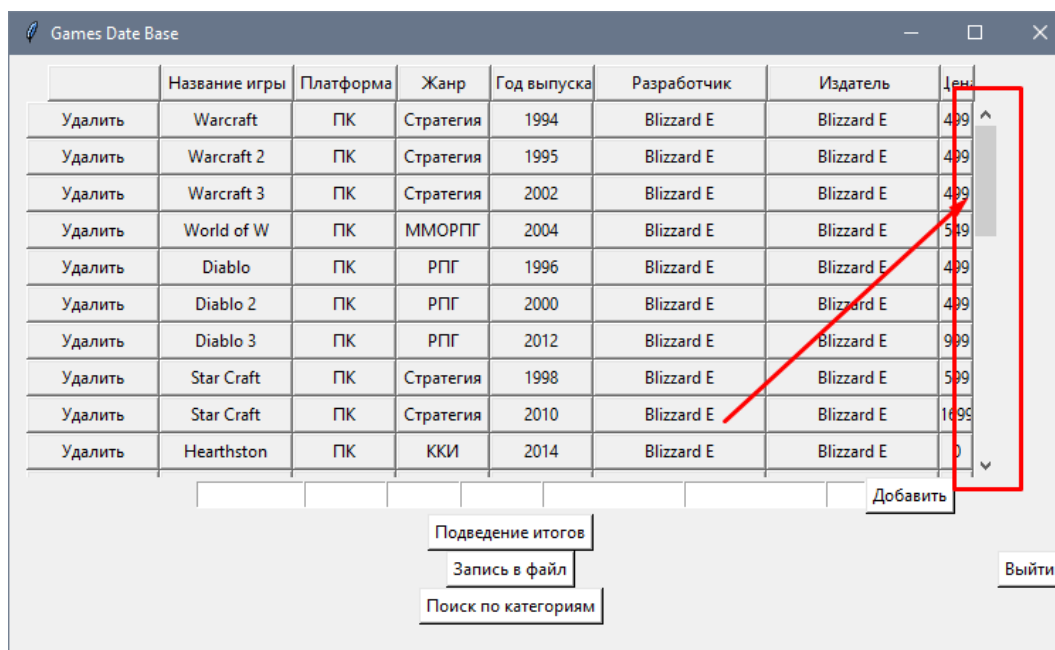 Games Date Base
Название игры Платформа Жанр Год выпуска Разработчик Издатель Цена
Удалить Warcraft ПК Стратегия 1994 Blizzard E Blizzard E 499
Удалить Warcraft 2 ПК Стратегия 1995 Blizzard E Blizzard E 499
Удалить Warcraft 3 ПК Стратегия 2002 Blizzard E Blizzard E 499
Удалить World of W ПК ММОРПГ 2004 Blizzard E Blizzard E 549
Удалить Diablo ПК РПГ 1996 Blizzard E Blizzard E 499
Удалить Diablo 2 ПК РПГ 2000 Blizzard E Blizzard E 499
Удалить Diablo 3 ПК РПГ 2012 Blizzard E Blizzard E 999
Удалить Star Craft ПК Стратегия 1998 Blizzard E Blizzard E 599
Удалить Star Craft ПК Стратегия 2010 Blizzard E Blizzard E 1699
Удалить Hearthston ПК ККИ 2014 Blizzard E Blizzard E 0
Добавить
Подведение итогов
Запись в файл Выйти
Поиск по категориям